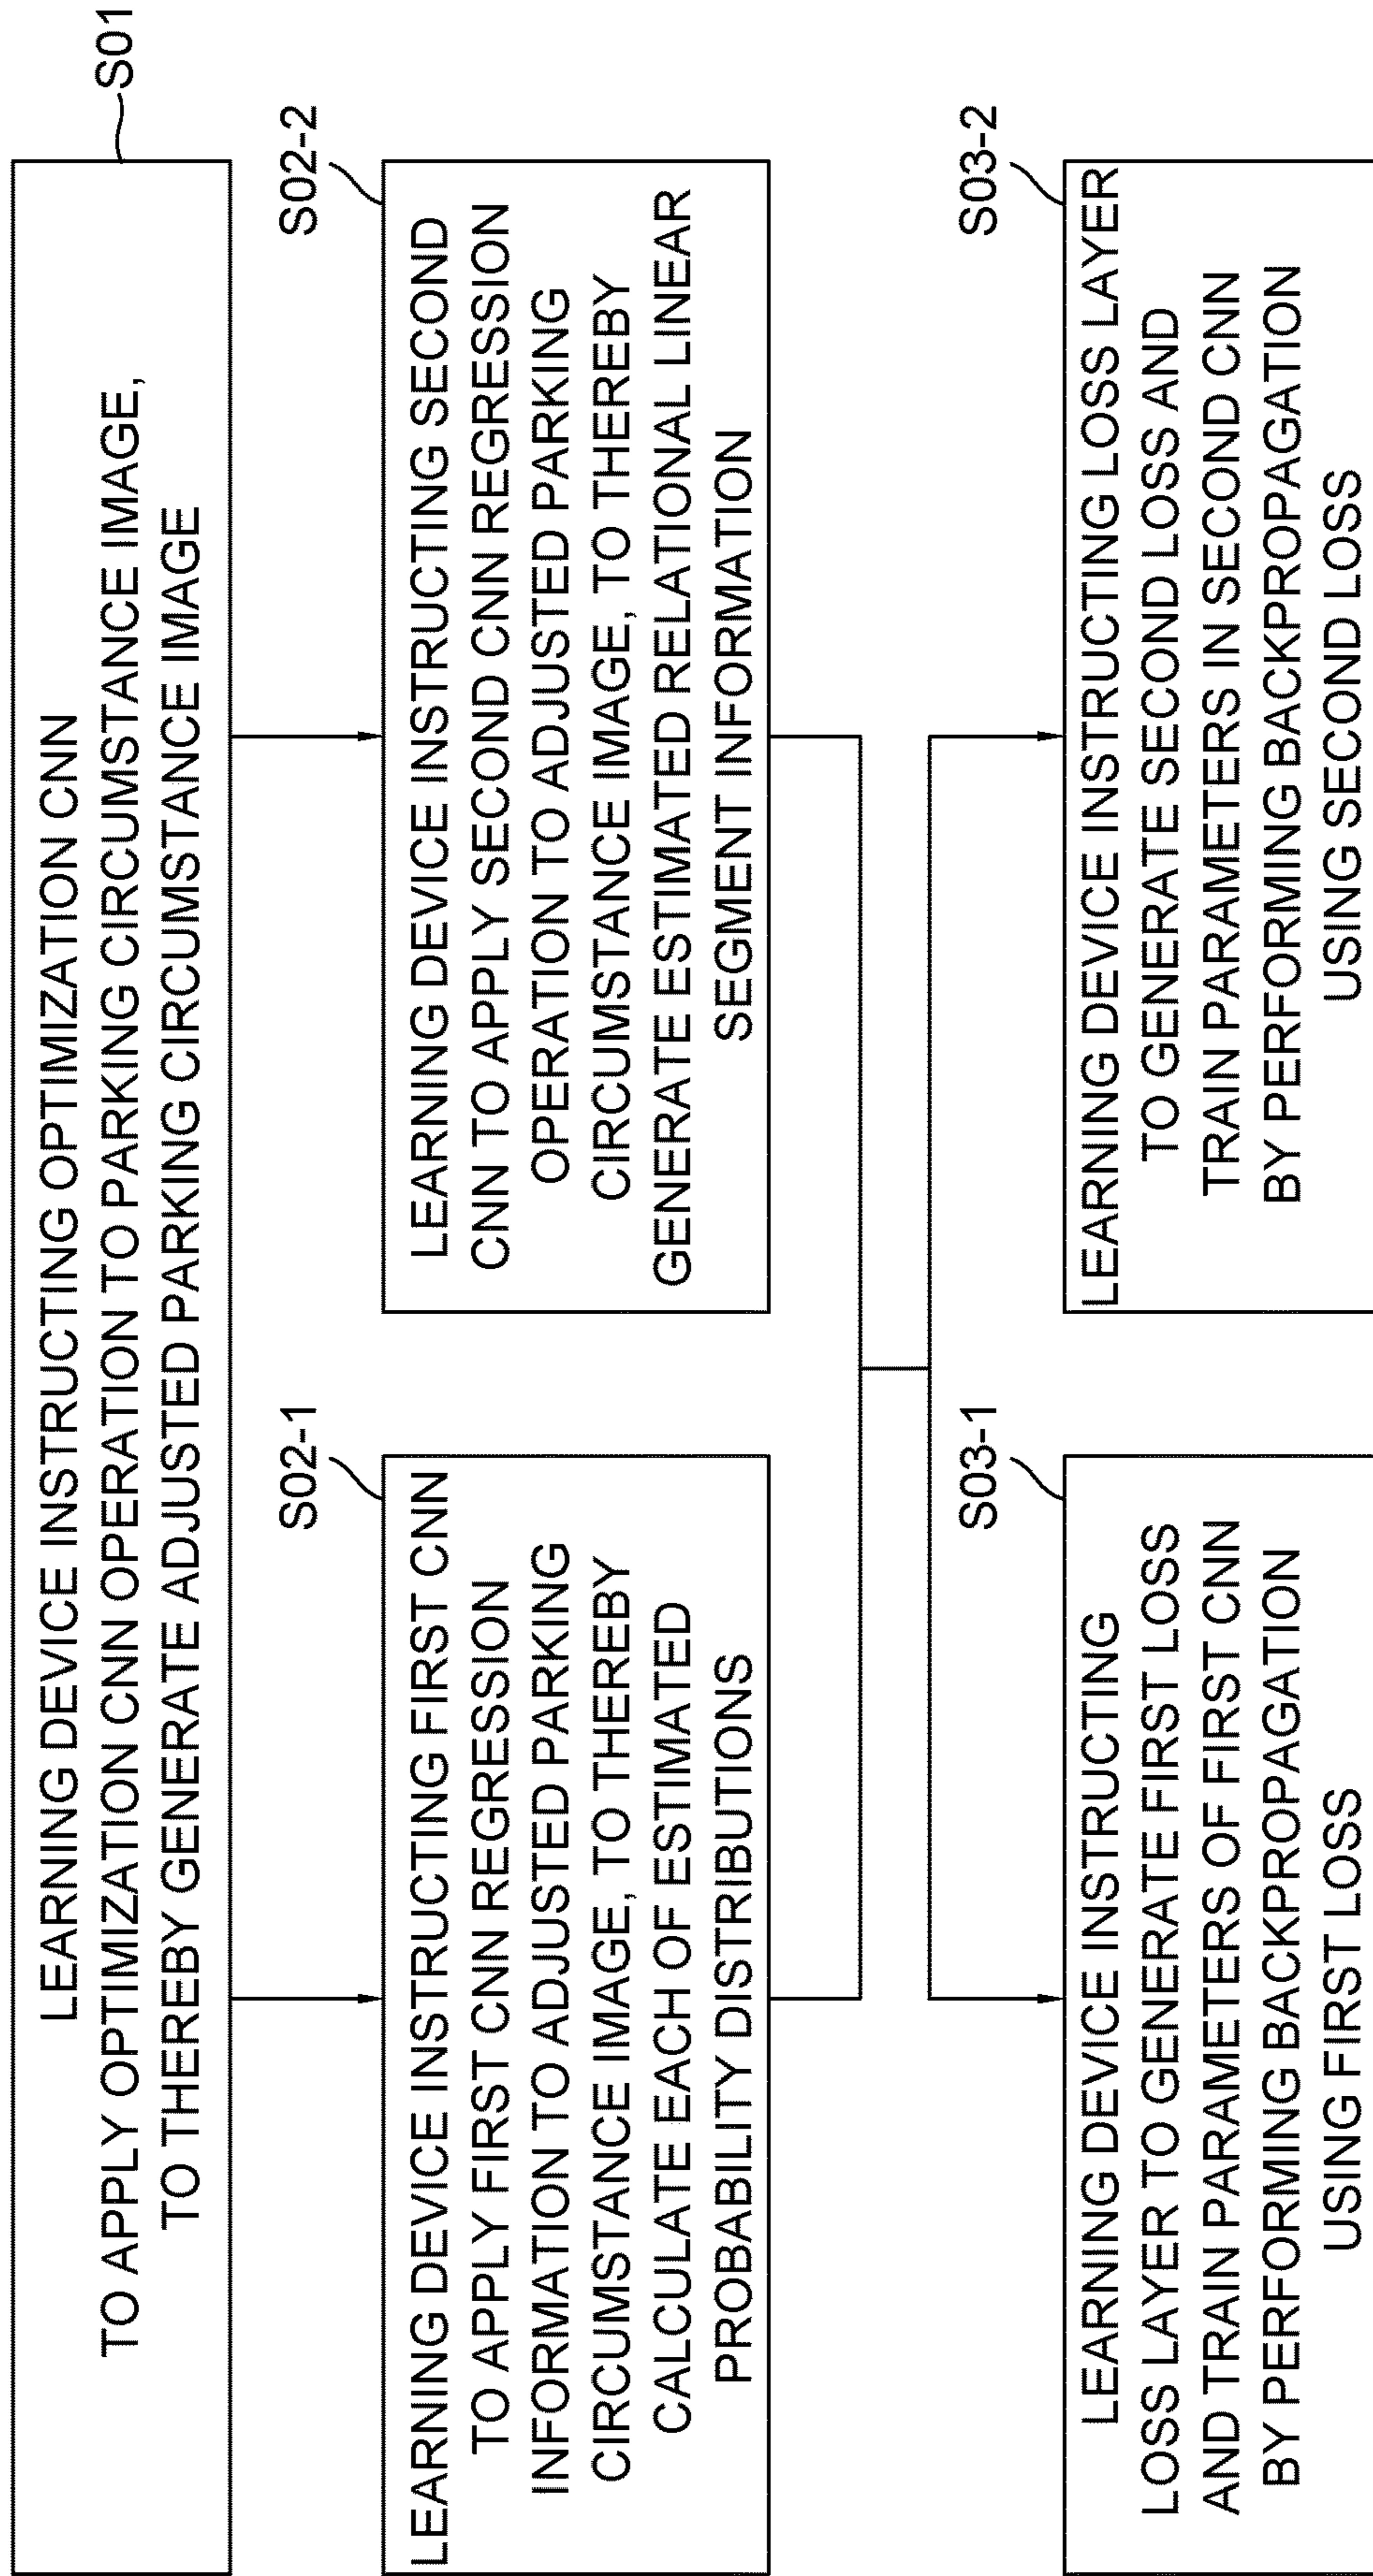 LEARNING DEVICE INSTRUCTING OPTIMIZATION CNN
TO APPLY OPTIMIZATION CNN OPERATION TO PARKING CIRCUMSTANCE IMAGE,
TO THEREBY GENERATE ADJUSTED PARKING CIRCUMSTANCE IMAGE
S01
S02-1
LEARNING DEVICE INSTRUCTING FIRST CNN
TO APPLY FIRST CNN REGRESSION
INFORMATION TO ADJUSTED PARKING
CIRCUMSTANCE IMAGE, TO THEREBY
CALCULATE EACH OF ESTIMATED
PROBABILITY DISTRIBUTIONS
S02-2
LEARNING DEVICE INSTRUCTING SECOND
CNN TO APPLY SECOND CNN REGRESSION
OPERATION TO ADJUSTED PARKING
CIRCUMSTANCE IMAGE, TO THEREBY
GENERATE ESTIMATED RELATIONAL LINEAR
SEGMENT INFORMATION
S03-1
LEARNING DEVICE INSTRUCTING
LOSS LAYER TO GENERATE FIRST LOSS
AND TRAIN PARAMETERS OF FIRST CNN
BY PERFORMING BACKPROPAGATION
USING FIRST LOSS
S03-2
LEARNING DEVICE INSTRUCTING LOSS LAYER
TO GENERATE SECOND LOSS AND
TRAIN PARAMETERS IN SECOND CNN
BY PERFORMING BACKPROPAGATION
USING SECOND LOSS